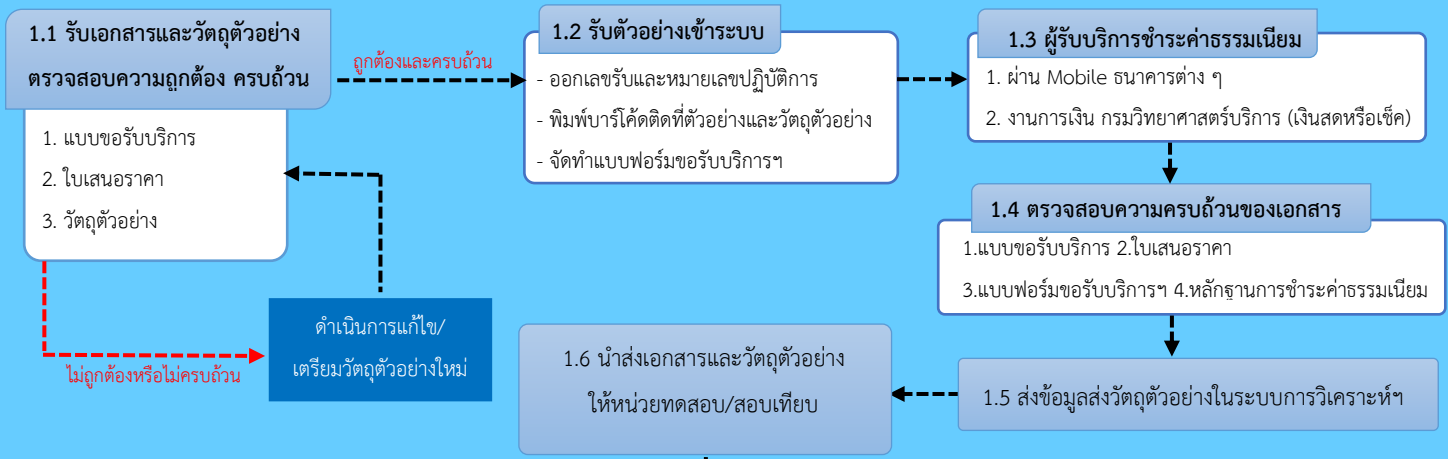 1.1 รับเอกสารและวัตถุตัวอย่าง
ตรวจสอบความถูกต้อง ครบถ้วน
1. แบบขอรับบริการ
2. ใบเสนอราคา
3. วัตถุตัวอย่าง
ถูกต้องและครบถ้วน
1.2 รับตัวอย่างเข้าระบบ
- ออกเลขรับและหมายเลขปฏิบัติการ
- พิมพ์บาร์โค้ดติดที่ตัวอย่างและวัตถุตัวอย่าง
- จัดทำแบบฟอร์มขอรับบริการฯ
1.3 ผู้รับบริการชำระค่าธรรมเนียม
1. ผ่าน Mobile ธนาคารต่าง ๆ
2. งานการเงิน กรมวิทยาศาสตร์บริการ (เงินสดหรือเช็ค)
1.4 ตรวจสอบความครบถ้วนของเอกสาร
1.แบบขอรับบริการ 2.ใบเสนอราคา
3.แบบฟอร์มขอรับบริการฯ 4.หลักฐานการชำระค่าธรรมเนียม
ไม่ถูกต้องหรือไม่ครบถ้วน
ดำเนินการแก้ไข/
เตรียมวัตถุตัวอย่างใหม่
1.5 ส่งข้อมูลส่งวัตถุตัวอย่างในระบบการวิเคราะห์ฯ
1.6 นำส่งเอกสารและวัตถุตัวอย่าง
ให้หน่วยทดสอบ/สอบเทียบ